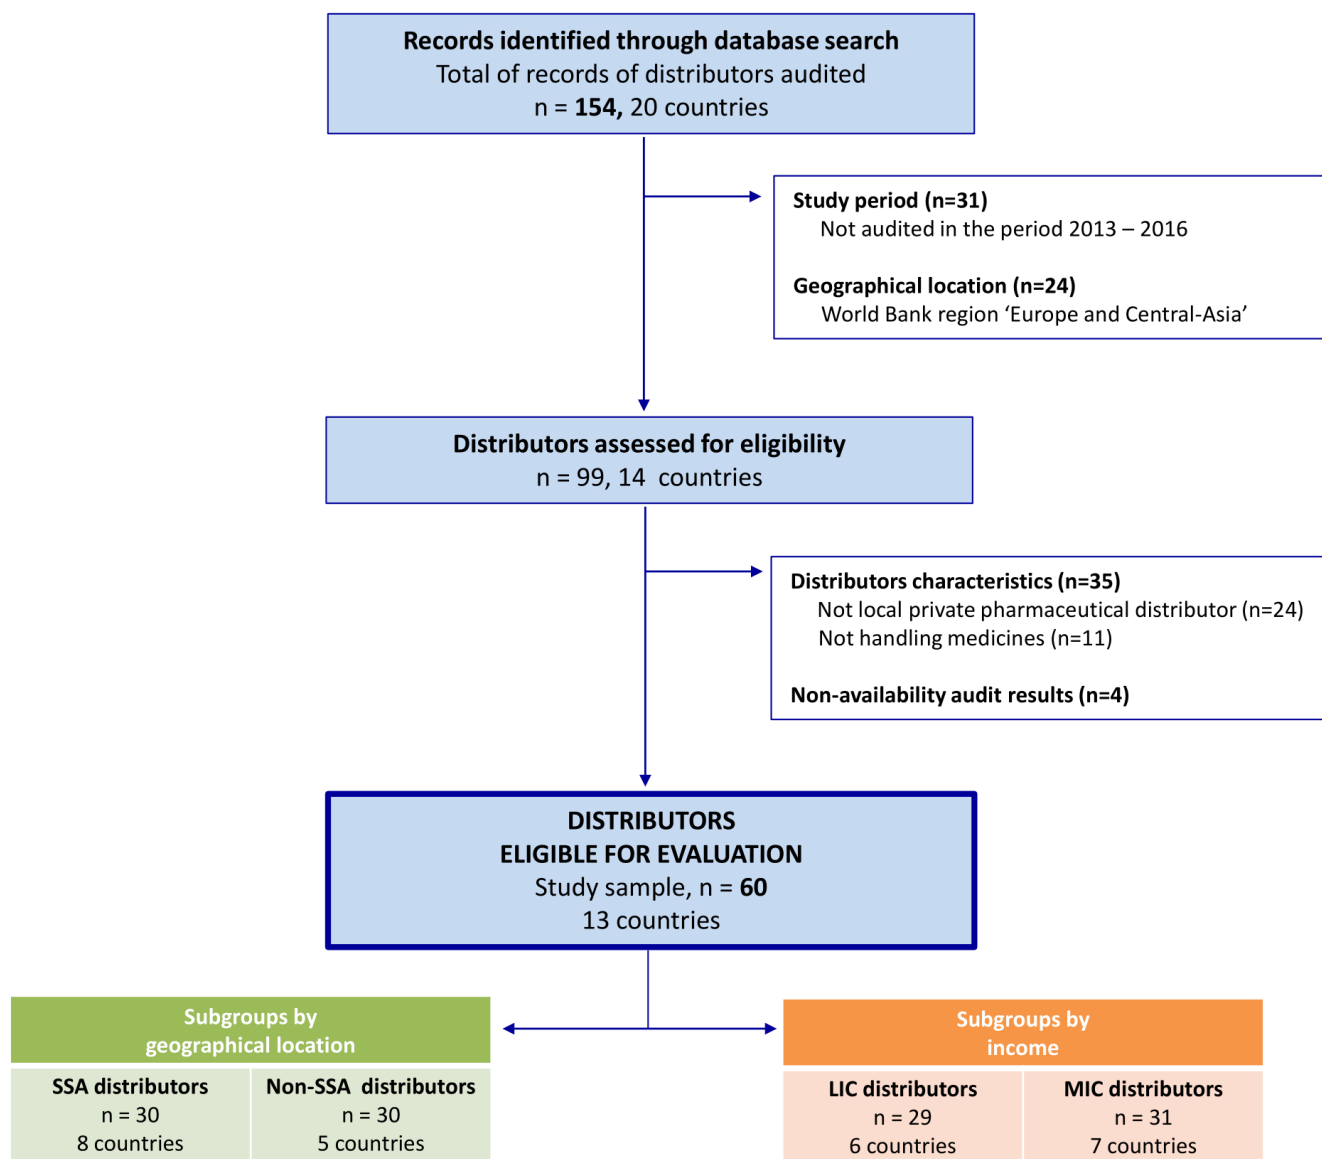 Records identified through database search
Total of records of distributors audited
n = 154, 20 countries
Study period (n=31)
Not audited in the period 2013 – 2016
Geographical location (n=24)
World Bank region ‘Europe and Central-Asia’
Distributors assessed for eligibility
n = 99, 14 countries
Distributors characteristics (n=35)
Not local private pharmaceutical distributor (n=24)
Not handling medicines (n=11)
Non-availability audit results (n=4)
DISTRIBUTORS
ELIGIBLE FOR EVALUATION
Study sample, n = 60
13 countries
Subgroups by
geographical location
SSA distributors
n = 30
8 countries
Non-SSA distributors
n = 30
5 countries
Subgroups by
income
LIC distributors
n = 29
6 countries
MIC distributors
n = 31
7 countries